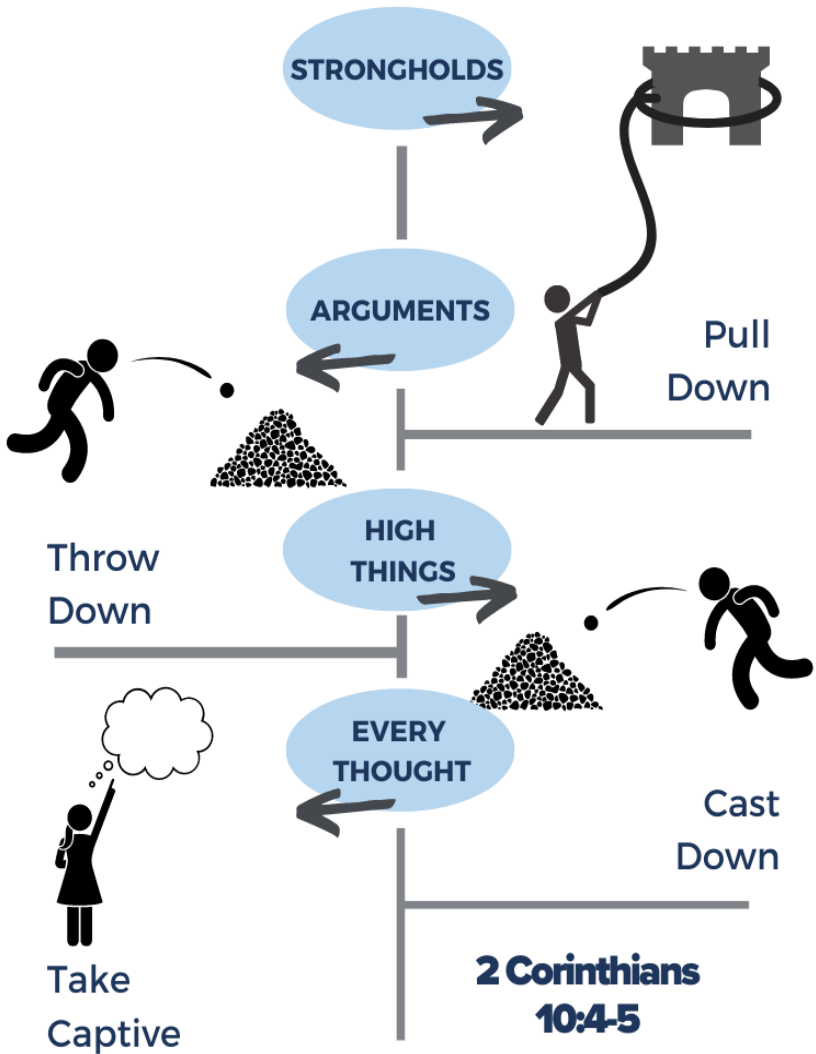 STRONGHOLDS
ARGUMENTS
Pull
Down
HIGH
THINGS
Throw
Down
EVERY
THOUGHT
Cast
Down
Take
Captive
2 Corinthians
10:4-5